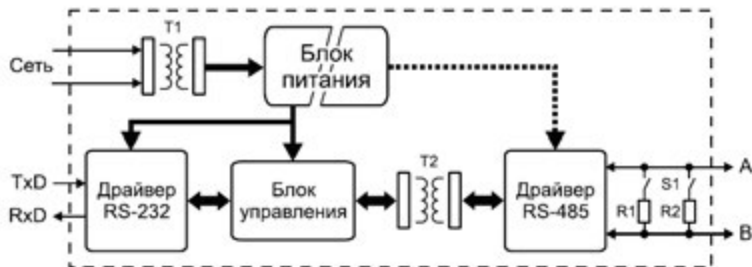 Сеть
T1
Блок
питания
TxD
RxD
Драйвер
RS-232
Блок
управления
T2
Драйвер
RS-485
R1
S1
R2
A
B